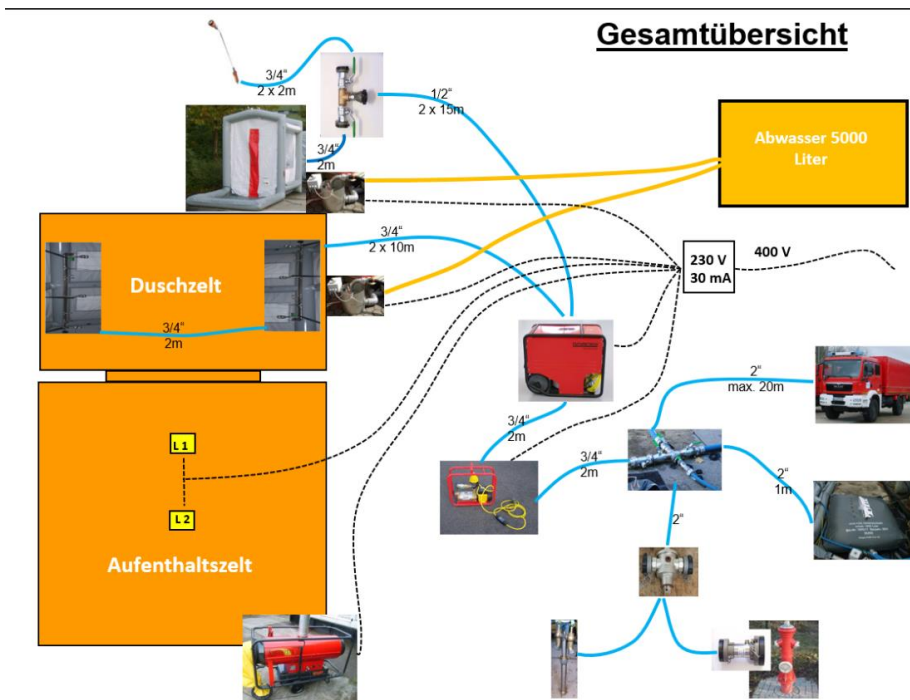 Gesamtübersicht
3/4“
2 x 2m
1/2“
2 x 15m
Abwasser 5000
Liter
3/4“
2m
3/4“
2 x 10m
230 V
30 mA
400 V
Duschzelt
3/4“
2m
2“
max. 20m
3/4“
2m
L 1
3/4“
2m
2“
1m
L 2
2“
Aufenthaltszelt